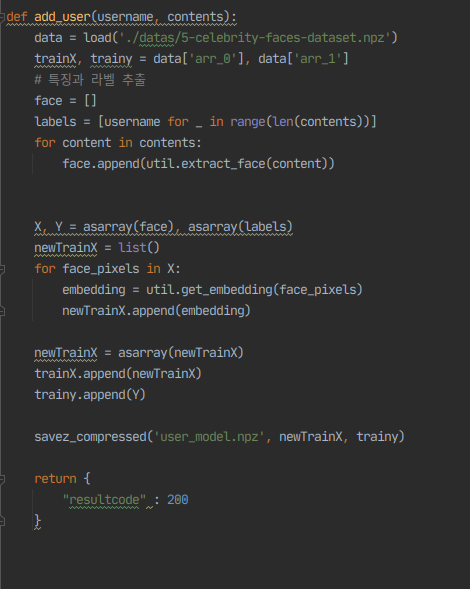 def add_user(username, contents):
    data = load('./datas/5-celebrity-faces-dataset.npz')
    trainX, trainy = data['arr_0'], data['arr_1']
    # 특징과 라벨 추출
    face = []
    labels = [username for _ in range(len(contents))]
    for content in contents:
        face.append(util.extract_face(content))
    X, Y = asarray(face), asarray(labels)
    newTrainX = list()
    for face_pixels in X:
        embedding = util.get_embedding(face_pixels)
        newTrainX.append(embedding)
    newTrainX = asarray(newTrainX)
    trainX.append(newTrainX)
    trainy.append(Y)
    savez_compressed('user_model.npz', newTrainX, trainy)
    return {
        "resultcode" : 200
    }